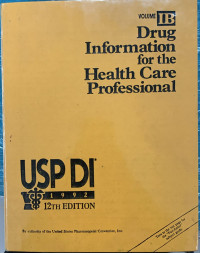 VOLUME IB
Drug
Information
for the
Health Care
Professional
USP DI®
1992
12TH EDITION
By authority of the United States Pharmacopeial Convention, Inc.